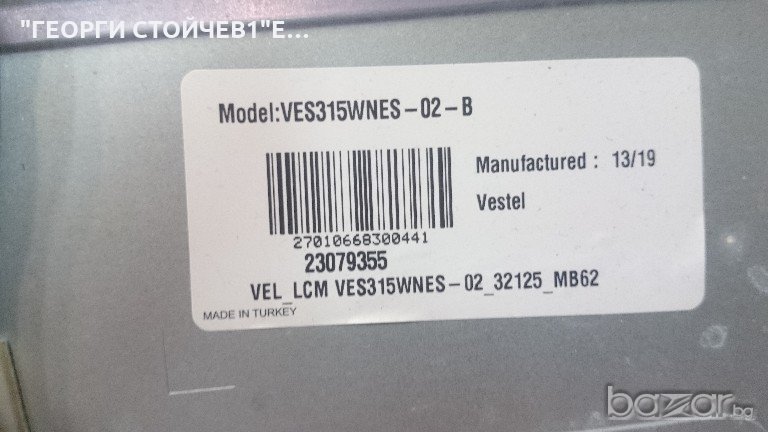 "ГЕОРГИ СТОЙЧЕВ1"Е...
Model:VES315WNES-02-B
Manufactured : 13/19
Vestel
27010668300441
23079355
VEL_LCM VES315WNES-02_32125_MB62
MADE IN TURKEY
bazar.bg